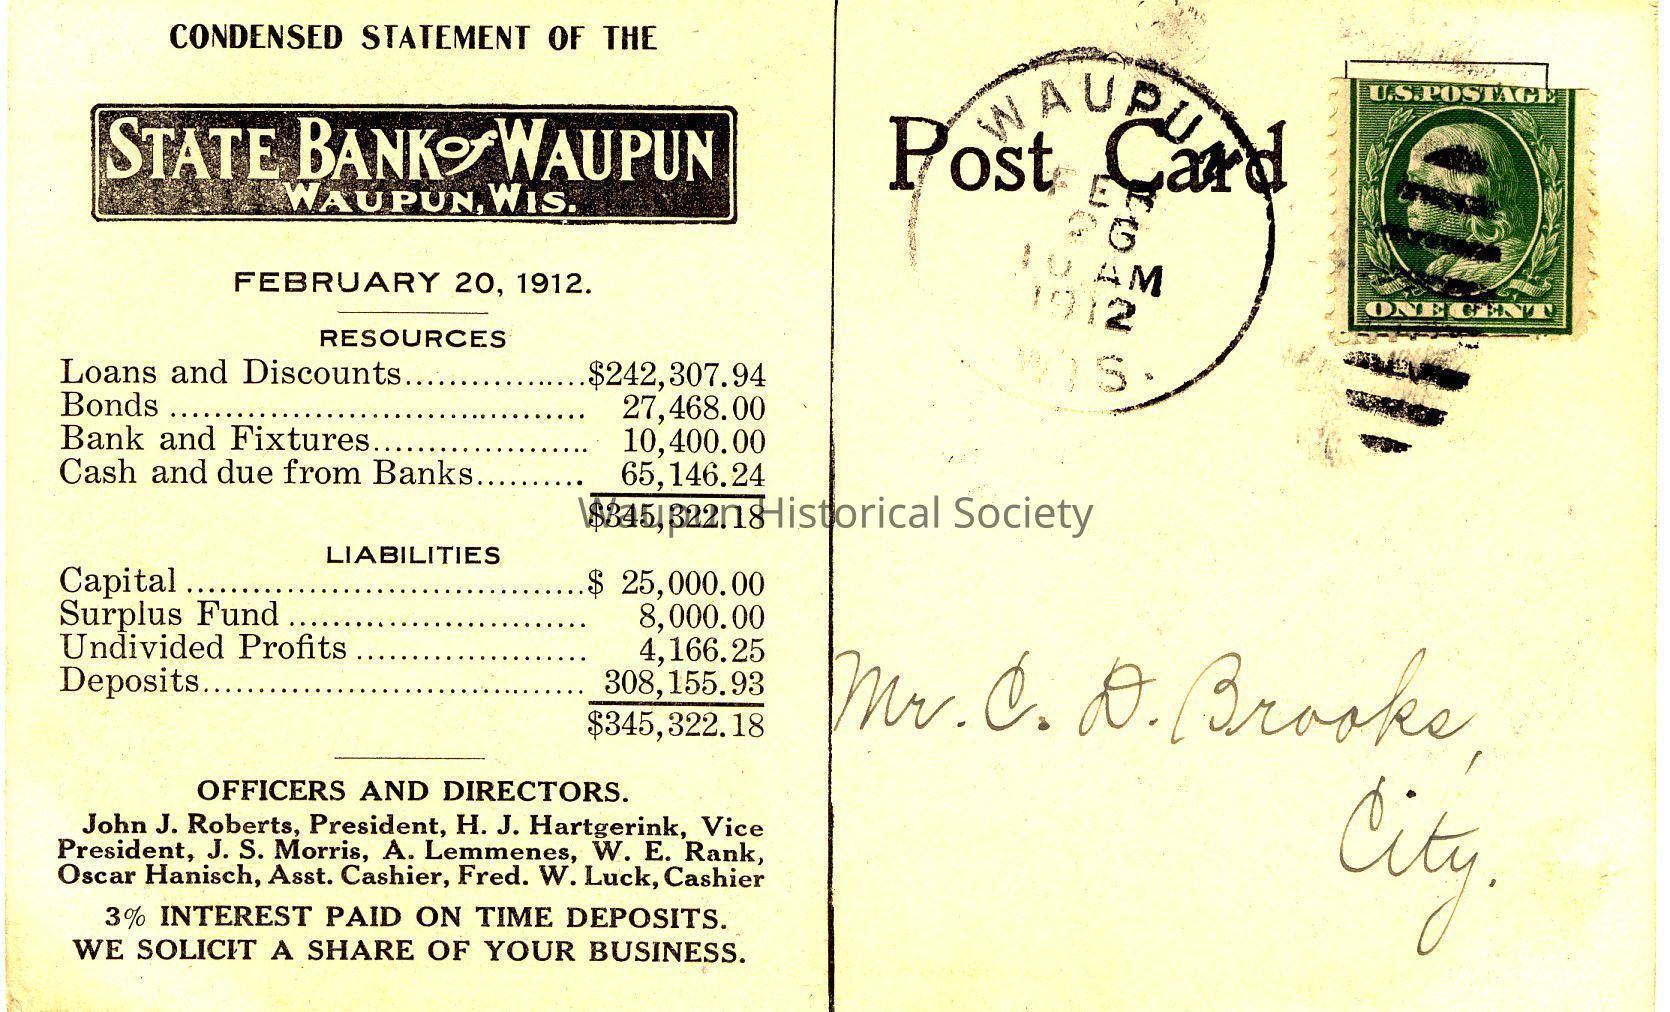 CONDENSED STATEMENT OF THE
STATE BANK of WAUPUN
WAUPUN, WIS.
FEBRUARY 20, 1912.
RESOURCES
Loans and Discounts................$242,307.94
Bonds ..................................... 27,468.00
Bank and Fixtures................... 10,400.00
Cash and due from Banks.......... 65,146.24
$345,322.18
LIABILITIES
Capital ....................................$ 25,000.00
Surplus Fund ........................... 8,000.00
Undivided Profits ..................... 4,166.25
Deposits................................... 308,155.93
$345,322.18
OFFICERS AND DIRECTORS.
John J. Roberts, President, H. J. Hartgerink, Vice
President, J. S. Morris, A. Lemmenes, W. E. Rank,
Oscar Hanisch, Asst. Cashier, Fred. W. Luck, Cashier
3% INTEREST PAID ON TIME DEPOSITS.
WE SOLICIT A SHARE OF YOUR BUSINESS.
Post Card
WAUPUN
FEB
26
10 AM
1912
WIS.
U.S. POSTAGE
ONE CENT
Waupun Historical Society
Mr. C. D. Brooks,
City.